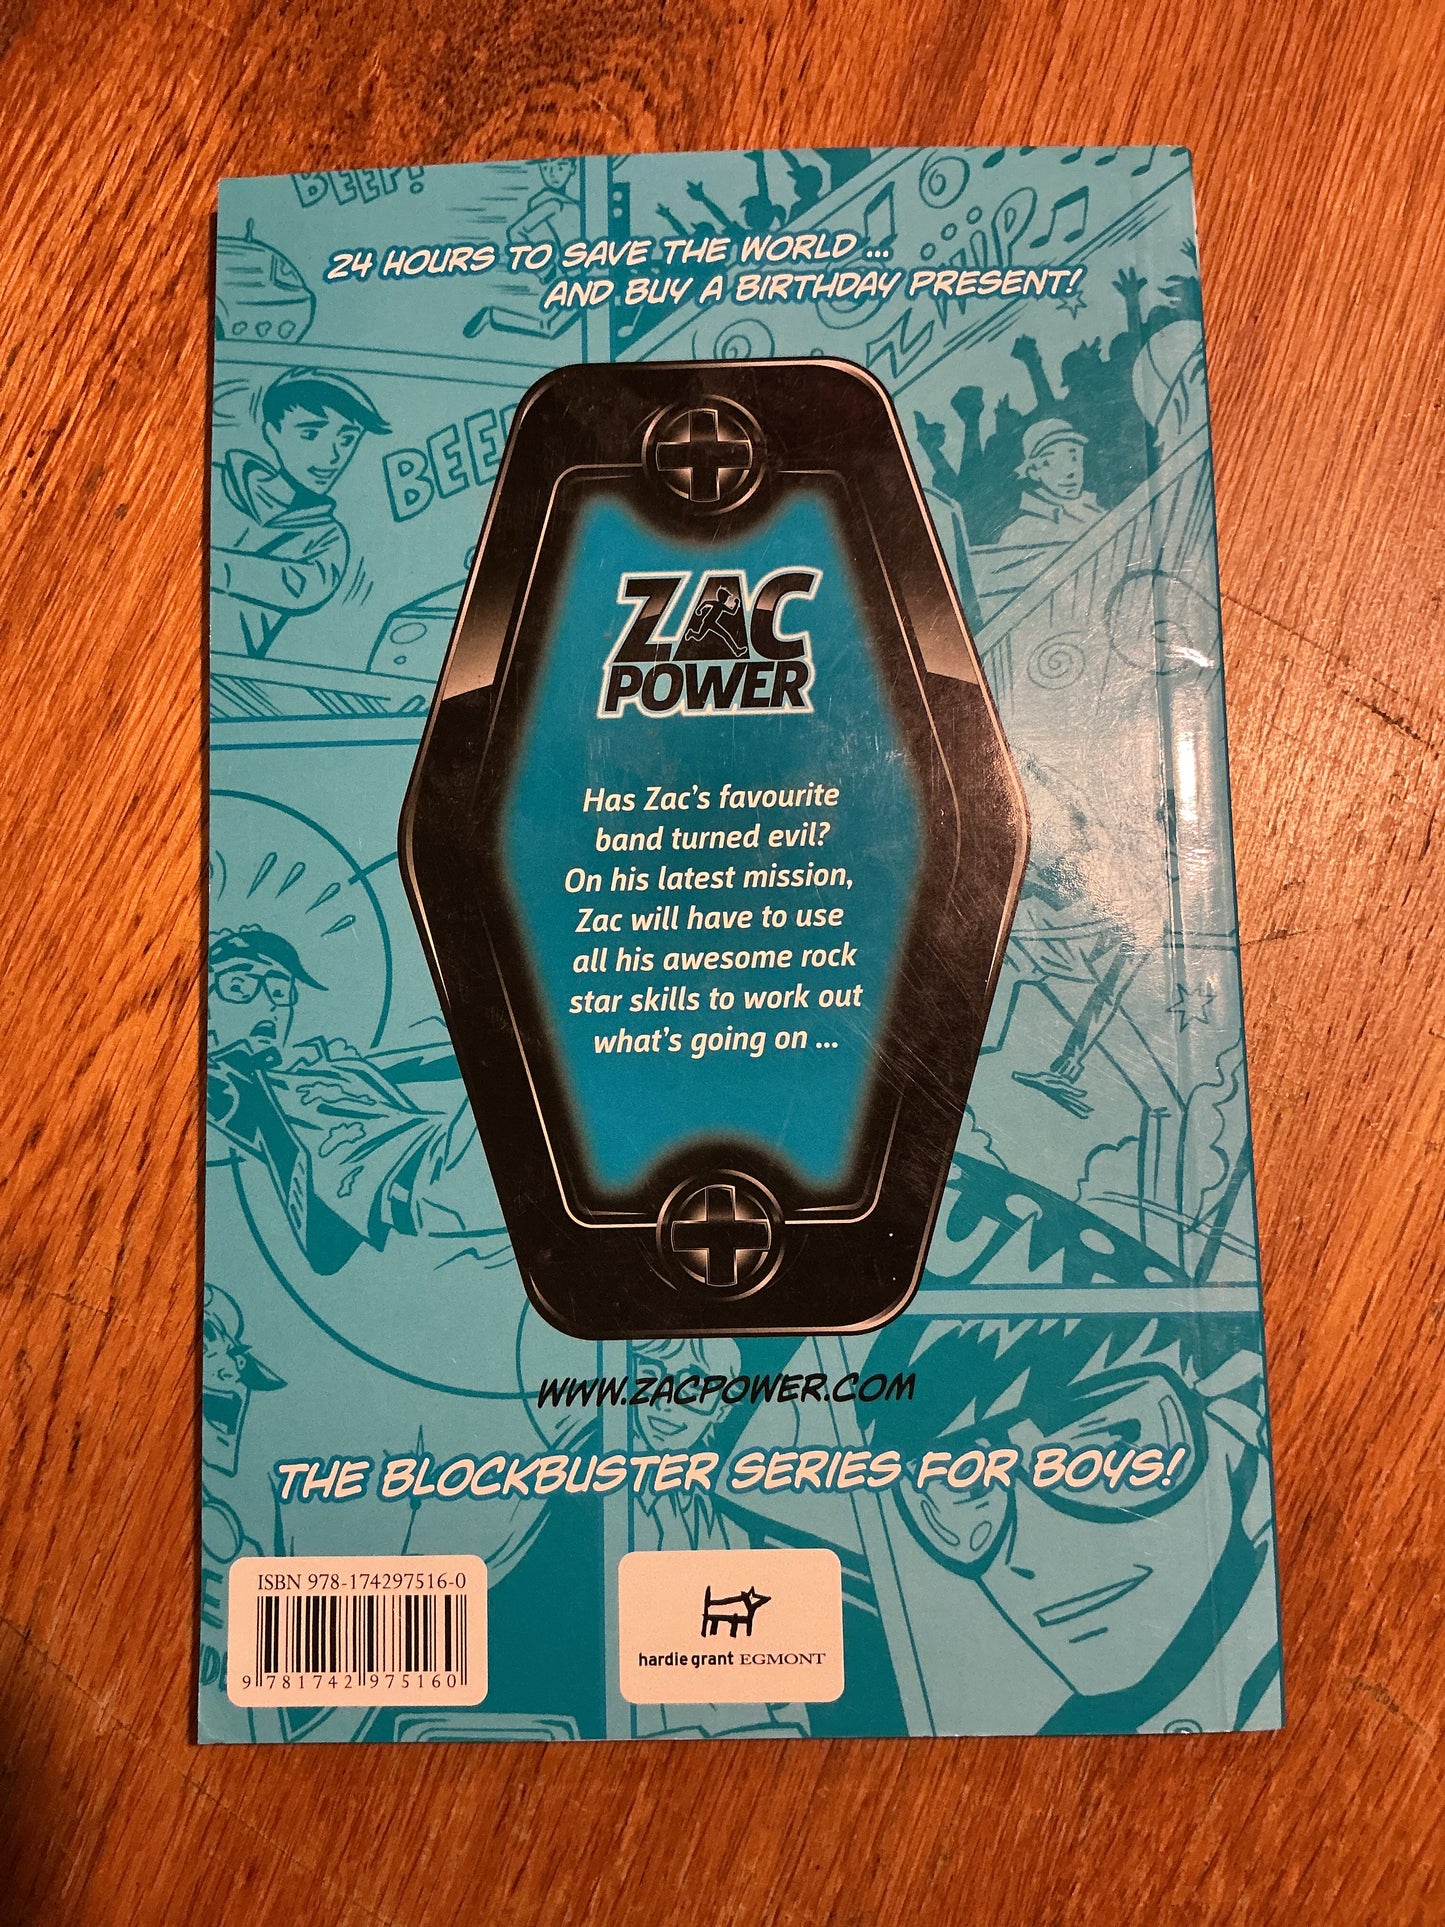 BEEP!
24 HOURS TO SAVE THE WORLD ...
AND BUY A BIRTHDAY PRESENT!
ZWIIP
BEEP
ZAC
POWER
Has Zac's favourite
band turned evil?
On his latest mission,
Zac will have to use
all his awesome rock
star skills to work out
what's going on ...
WWW.ZACPOWER.COM
THE BLOCKBUSTER SERIES FOR BOYS!
ISBN 978-174297516-0
9 781742 975160
hardie grant EGMONT